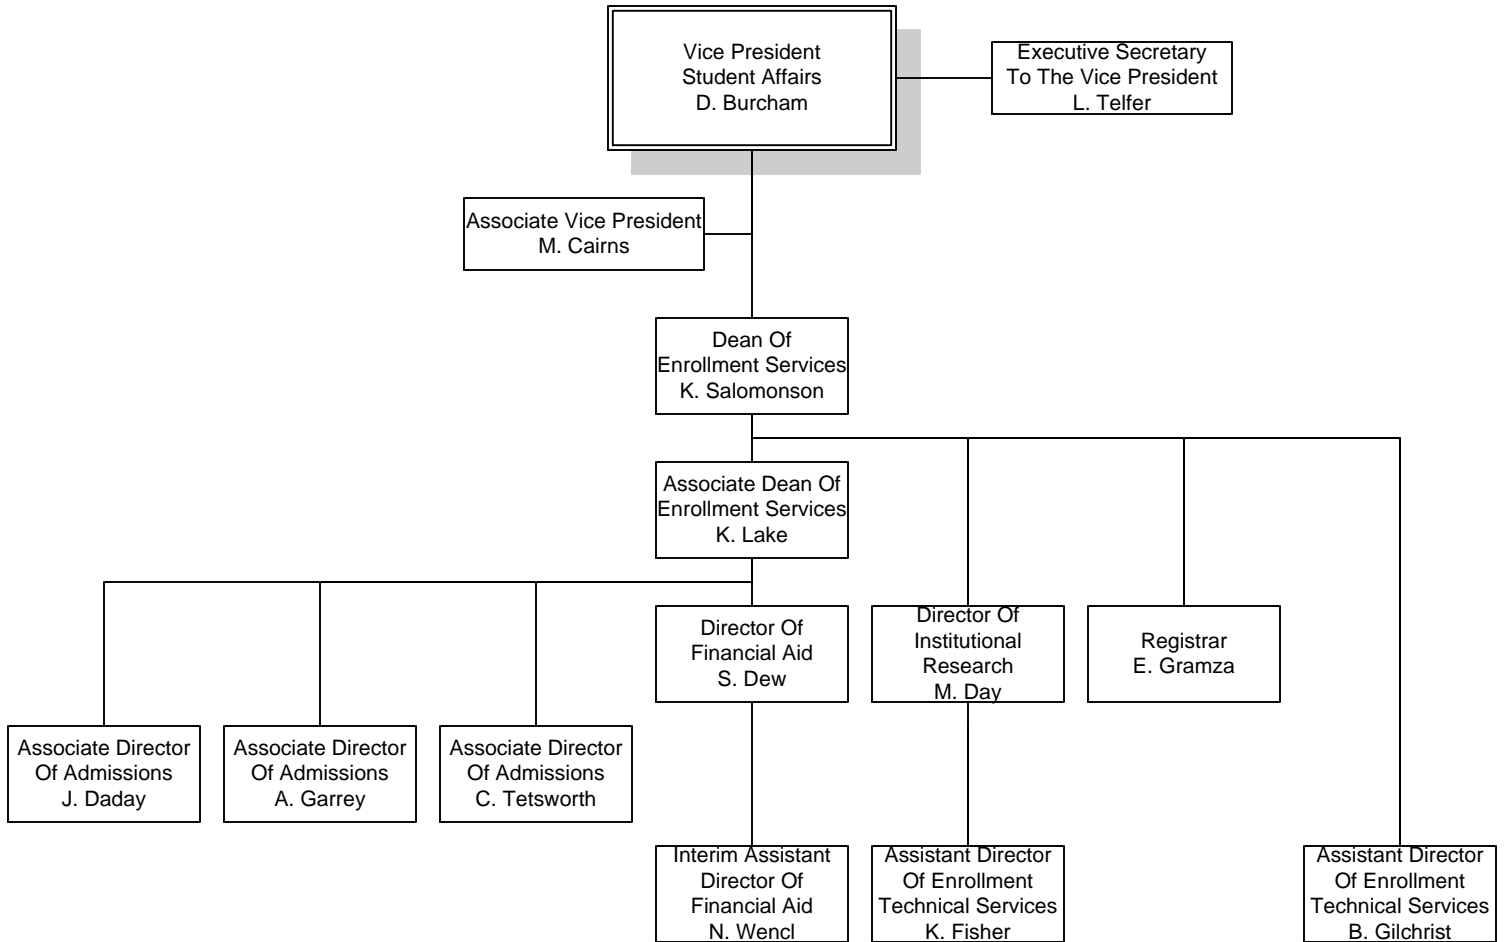 Vice President
Student Affairs
D. Burcham
Executive Secretary
To The Vice President
L. Telfer
Associate Vice President
M. Cairns
Dean Of
Enrollment Services
K. Salomonson
Associate Dean Of
Enrollment Services
K. Lake
Director Of
Financial Aid
S. Dew
Director Of
Institutional
Research
M. Day
Registrar
E. Gramza
Associate Director
Of Admissions
J. Daday
Associate Director
Of Admissions
A. Garrey
Associate Director
Of Admissions
C. Tetsworth
Interim Assistant
Director Of
Financial Aid
N. Wencl
Assistant Director
Of Enrollment
Technical Services
K. Fisher
Assistant Director
Of Enrollment
Technical Services
B. Gilchrist